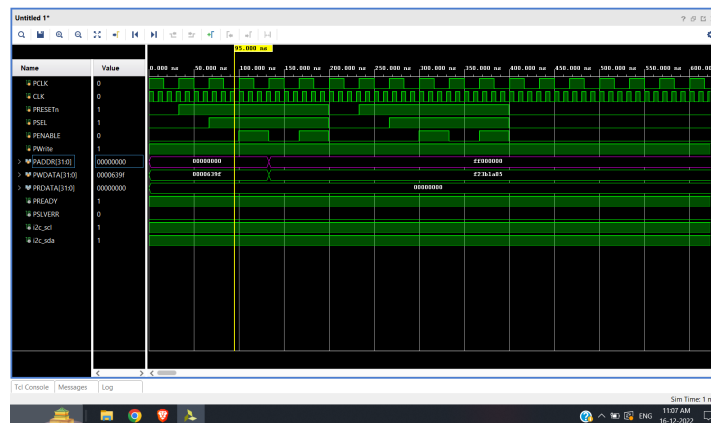 Untitled 1*
95.000 ns
Name Value 0.000 ns 50.000 ns 100.000 ns 150.000 ns 200.000 ns 250.000 ns 300.000 ns 350.000 ns 400.000 ns 450.000 ns 500.000 ns 550.000 ns 600.00
PCLK 0
CLK 0
PRESETn 1
PSEL 1
PENABLE 0
PWrite 1
PADDR[31:0] 00000000 00000000 ff000000
PWDATA[31:0] 0000639f 0000639f f23b1a85
PRDATA[31:0] 00000000 00000000
PREADY 1
PSLVERR 0
i2c_scl 1
i2c_sda 1
Tcl Console Messages Log
Sim Time: 1 n
ENG 11:07 AM
16-12-2022